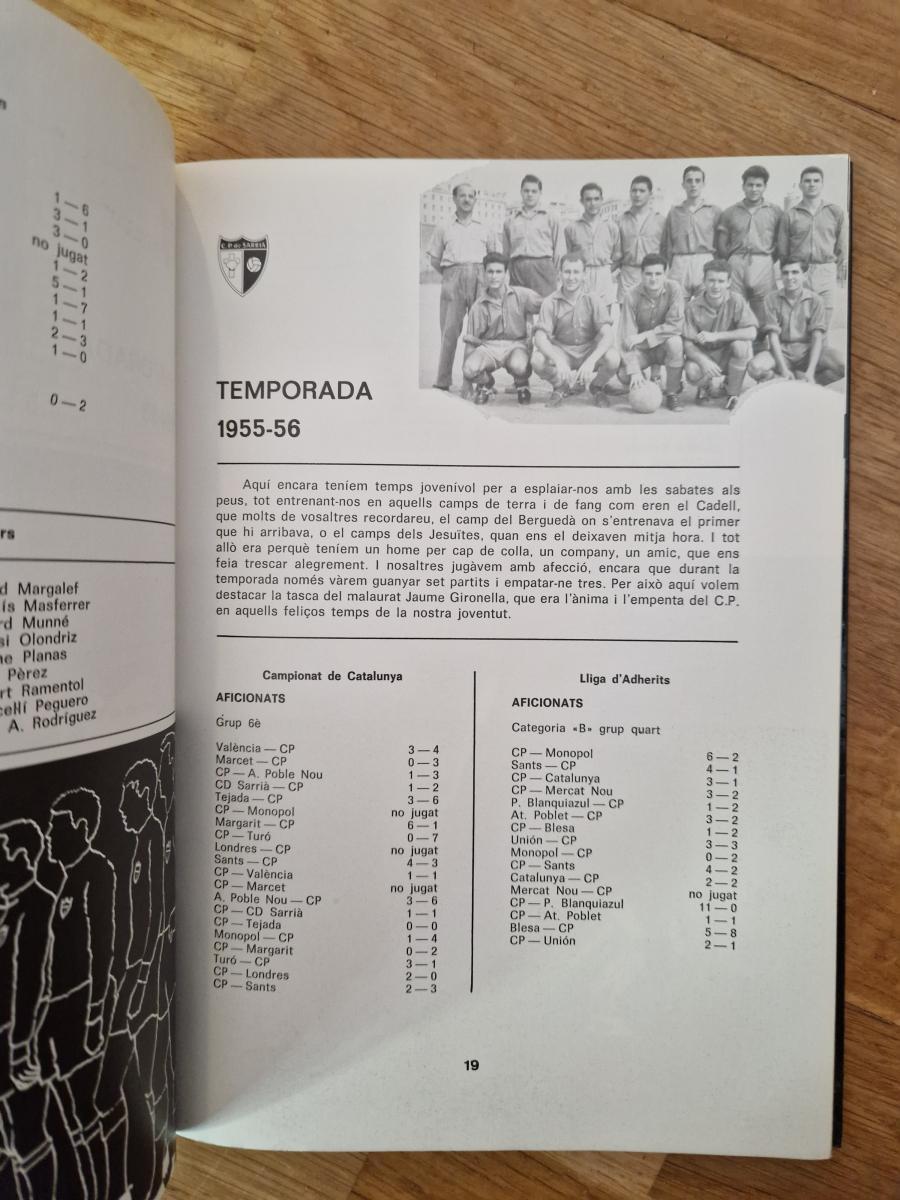 1 — 6
3 — 1
3 — 0
no jugat
1 — 2
5 — 1
1 — 7
1 — 1
2 — 3
1 — 0
0 — 2
rs
d Margalef
ís Masferrer
rd Munné
si Olondriz
ne Planas
Pèrez
rt Ramentol
cel·lí Peguero
A. Rodríguez
C. P. de SARRIÀ
TEMPORADA
1955-56
Aquí encara teníem temps jovenívol per a esplaiar-nos amb les sabates als
peus, tot entrenant-nos en aquells camps de terra i de fang com eren el Cadell,
que molts de vosaltres recordareu, el camp del Berguedà on s'entrenava el primer
que hi arribava, o el camps dels Jesuïtes, quan ens el deixaven mitja hora. I tot
allò era perquè teníem un home per cap de colla, un company, un amic, que ens
feia trescar alegrement. I nosaltres jugàvem amb afecció, encara que durant la
temporada només vàrem guanyar set partits i empatar-ne tres. Per això aquí volem
destacar la tasca del malaurat Jaume Gironella, que era l'ànima i l'empenta del C.P.
en aquells feliços temps de la nostra joventut.
Campionat de Catalunya
AFICIONATS
Grup 6è
València — CP 3 — 4
Marcet — CP 0 — 3
CP — A. Poble Nou 1 — 3
CD Sarrià — CP 1 — 2
Tejada — CP 3 — 6
CP — Monopol no jugat
Margarit — CP 6 — 1
CP — Turó 0 — 7
Londres — CP no jugat
Sants — CP 4 — 3
CP — València 1 — 1
CP — Marcet no jugat
A. Poble Nou — CP 3 — 6
CP — CD Sarrià 1 — 1
CP — Tejada 0 — 0
Monopol — CP 1 — 4
CP — Margarit 0 — 2
Turó — CP 3 — 1
CP — Londres 2 — 0
CP — Sants 2 — 3
Lliga d'Adherits
AFICIONATS
Categoria «B» grup quart
CP — Monopol 6 — 2
Sants — CP 4 — 1
CP — Catalunya 3 — 1
CP — Mercat Nou 3 — 2
P. Blanquiazul — CP 1 — 2
At. Poblet — CP 3 — 2
CP — Blesa 1 — 2
Unión — CP 3 — 3
Monopol — CP 0 — 2
CP — Sants 4 — 2
Catalunya — CP 2 — 2
Mercat Nou — CP no jugat
CP — P. Blanquiazul 11 — 0
CP — At. Poblet 1 — 1
Blesa — CP 5 — 8
CP — Unión 2 — 1
19